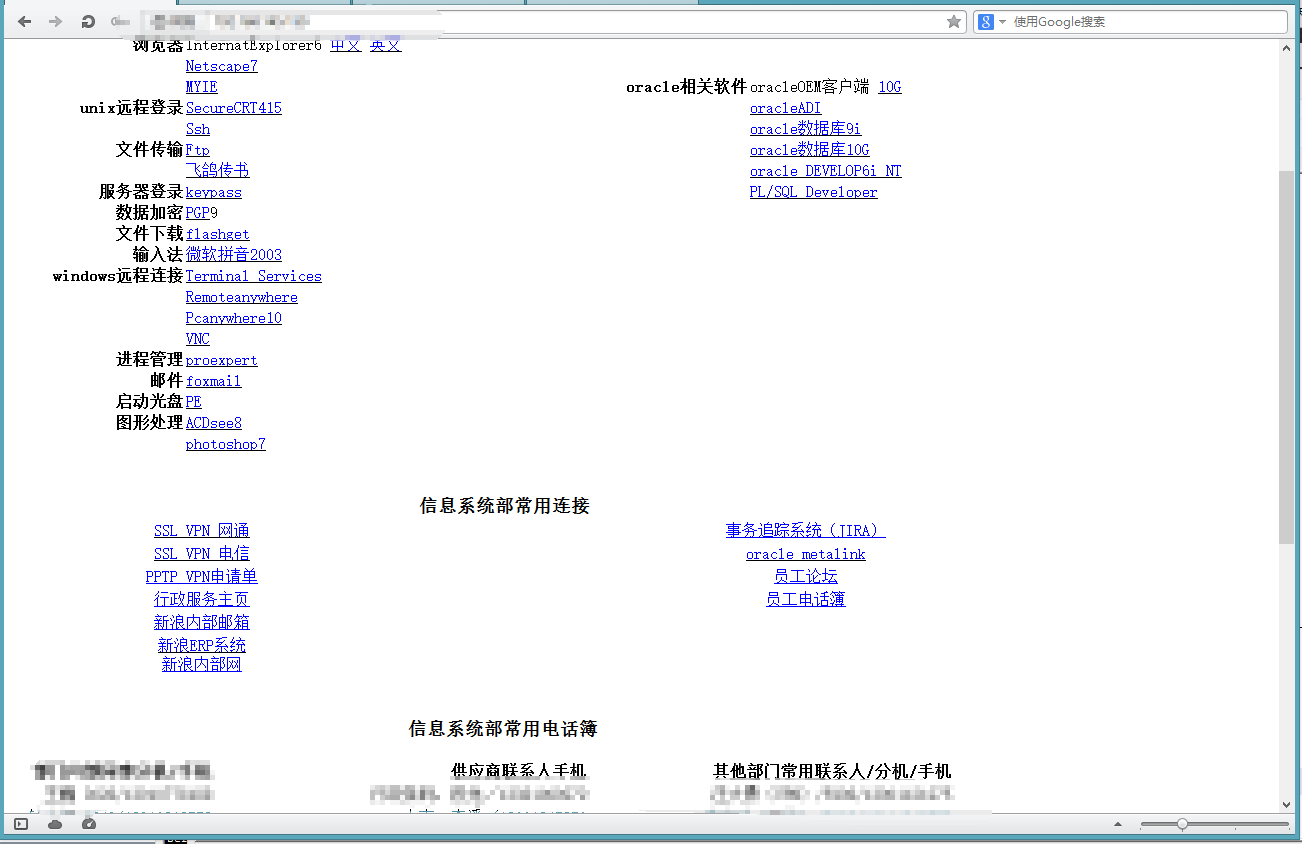 使用Google搜索
浏览器 InternatExplorer6 中文 英文
Netscape7
MYIE
oracle相关软件 oracleOEM客户端 10G
unix远程登录 SecureCRT415
oracleADI
Ssh
oracle数据库9i
文件传输 Ftp
oracle数据库10G
飞鸽传书
oracle DEVELOP6i NT
服务器登录 keypass
PL/SQL Developer
数据加密 PGP9
文件下载 flashget
输入法 微软拼音2003
windows远程连接 Terminal Services
Remoteanywhere
Pcanywhere10
VNC
进程管理 proexpert
邮件 foxmail
启动光盘 PE
图形处理 ACDsee8
photoshop7
信息系统部常用连接
SSL VPN 网通
事务追踪系统（JIRA）
SSL VPN 电信
oracle metalink
PPTP VPN申请单
员工论坛
行政服务主页
员工电话簿
新浪内部邮箱
新浪ERP系统
新浪内部网
信息系统部常用电话簿
供应商联系人手机
其他部门常用联系人/分机/手机